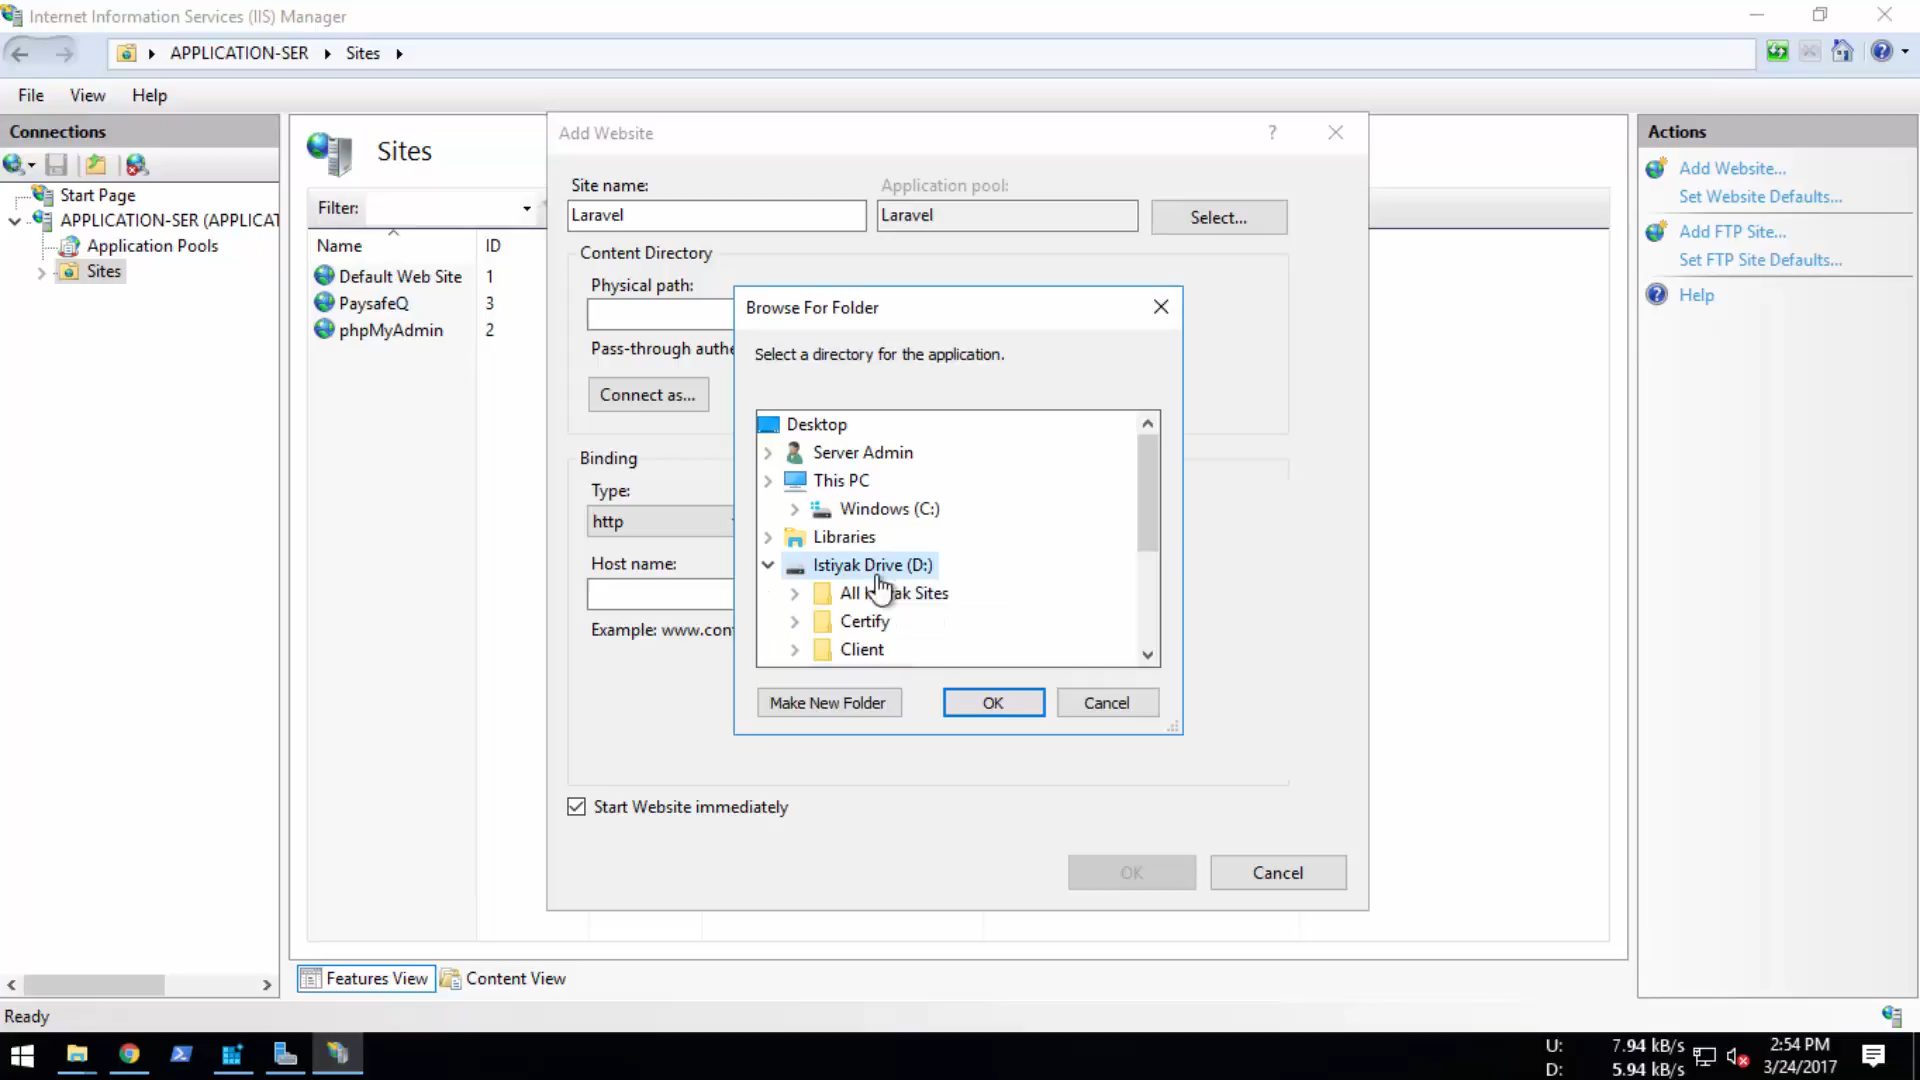 Internet Information Services (IIS) Manager
APPLICATION-SER Sites
File View Help
Connections
Start Page
APPLICATION-SER (APPLICAT
Application Pools
Sites
Sites
Filter:
Name ID
Default Web Site 1
PaysafeQ 3
phpMyAdmin 2
Add Website ?
Site name: Application pool:
Laravel Laravel Select...
Content Directory
Physical path:
Pass-through authe
Connect as...
Binding
Type:
http
Host name:
Example: www.con
Start Website immediately
OK Cancel
Browse For Folder
Select a directory for the application.
Desktop
Server Admin
This PC
Windows (C:)
Libraries
Istiyak Drive (D:)
All ak Sites
Certify
Client
Make New Folder OK Cancel
Actions
Add Website...
Set Website Defaults...
Add FTP Site...
Set FTP Site Defaults...
Help
Features View Content View
Ready
U: 7.94 kB/s
D: 5.94 kB/s
2:54 PM
3/24/2017